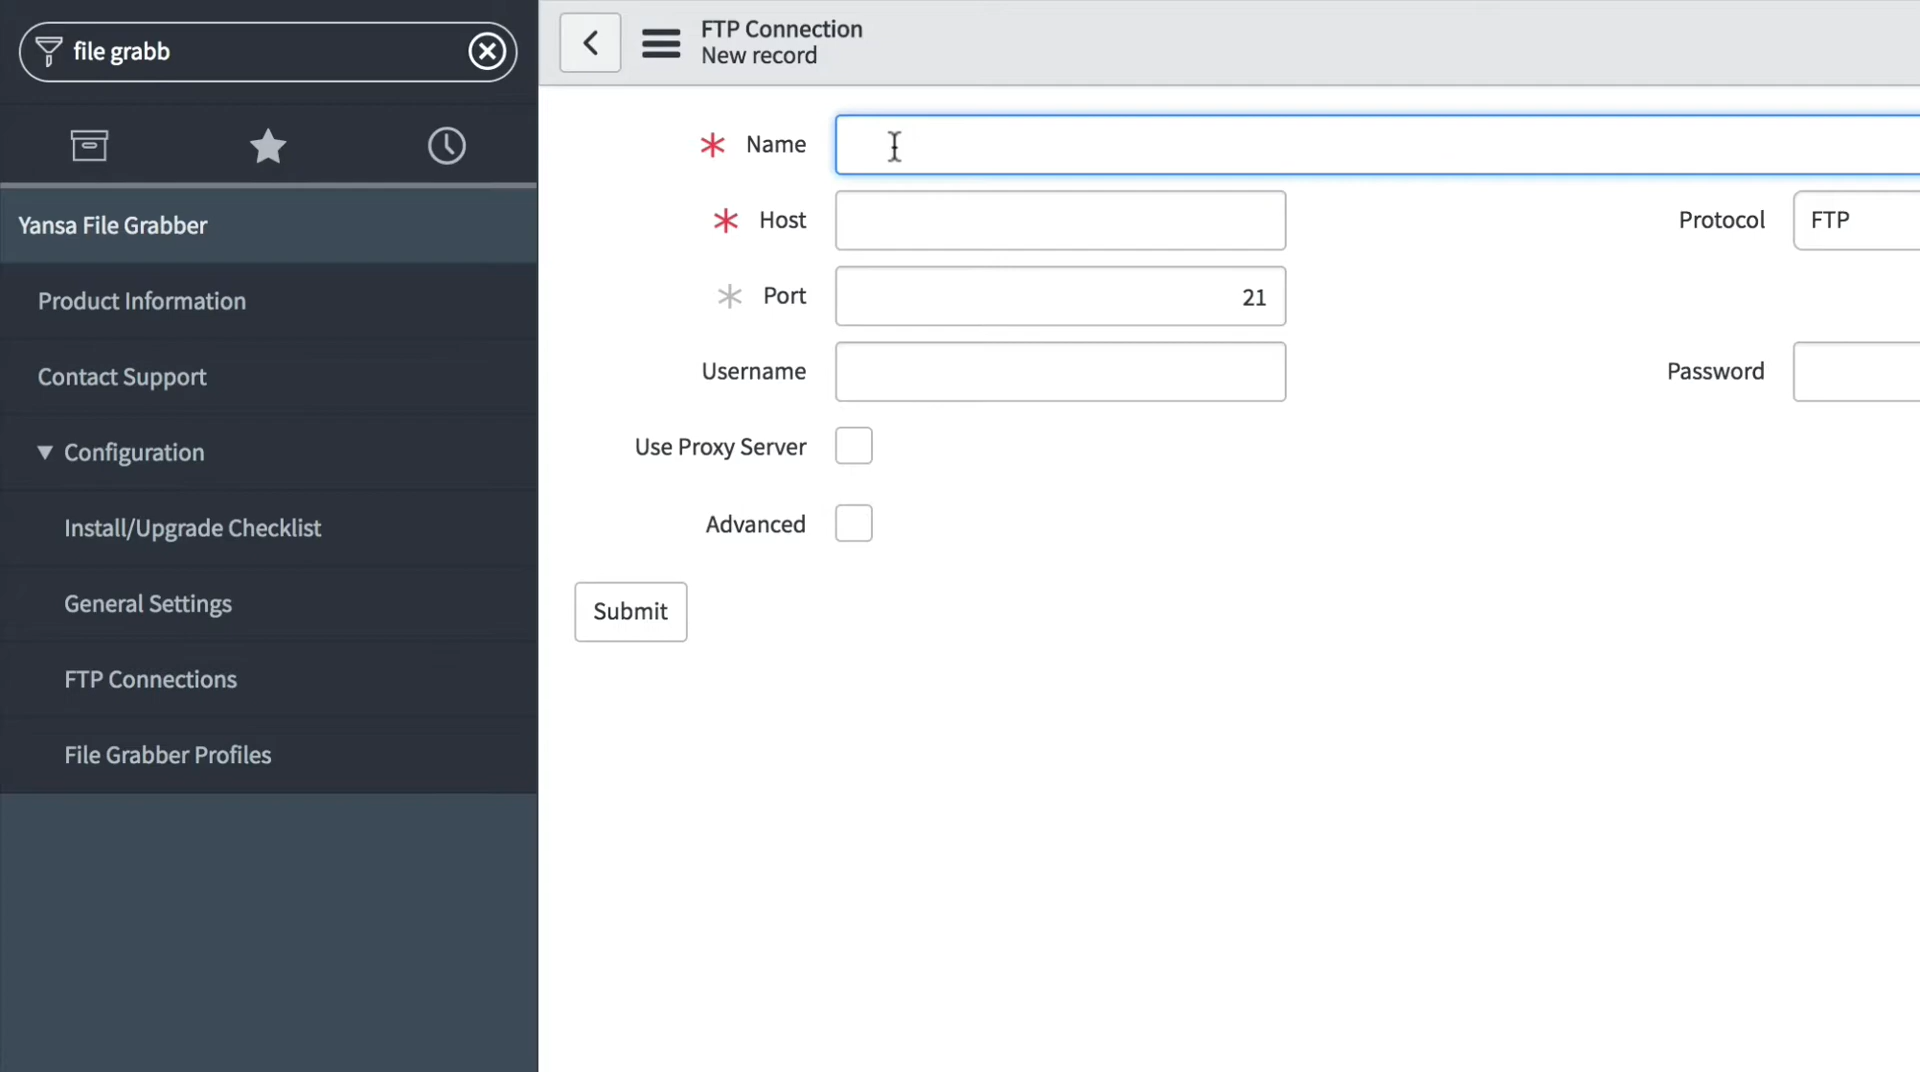 file grabb
Yansa File Grabber
Product Information
Contact Support
Configuration
Install/Upgrade Checklist
General Settings
FTP Connections
File Grabber Profiles
FTP Connection
New record
Name
Host
Protocol FTP
Port 21
Username
Password
Use Proxy Server
Advanced
Submit